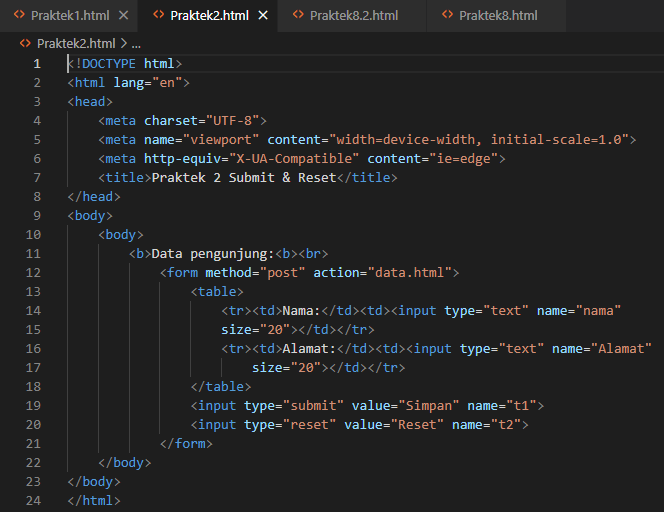 Praktek1.html Praktek2.html Praktek8.2.html Praktek8.html
Praktek2.html > ...
1 <!DOCTYPE html>
2 <html lang="en">
3 <head>
4 <meta charset="UTF-8">
5 <meta name="viewport" content="width=device-width, initial-scale=1.0">
6 <meta http-equiv="X-UA-Compatible" content="ie=edge">
7 <title>Praktek 2 Submit & Reset</title>
8 </head>
9 <body>
10 <body>
11 <b>Data pengunjung:<b><br>
12 <form method="post" action="data.html">
13 <table>
14 <tr><td>Nama:</td><td><input type="text" name="nama"
15 size="20"></td></tr>
16 <tr><td>Alamat:</td><td><input type="text" name="Alamat"
17 size="20"></td></tr>
18 </table>
19 <input type="submit" value="Simpan" name="t1">
20 <input type="reset" value="Reset" name="t2">
21 </form>
22 </body>
23 </body>
24 </html>